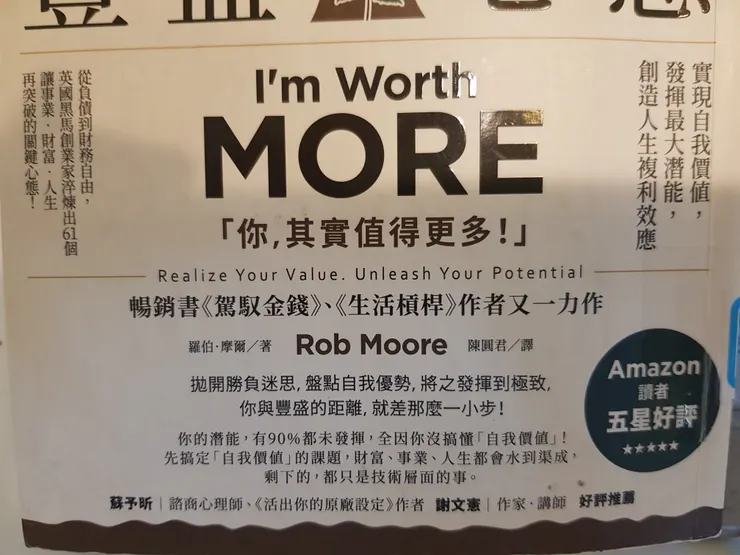 I'm Worth
MORE
「你,其實值得更多!」
Realize Your Value. Unleash Your Potential
暢銷書《駕馭金錢》、《生活槓桿》作者又一力作
羅伯·摩爾／著 Rob Moore 陳圓君／譯
拋開勝負迷思,盤點自我優勢,將之發揮到極致,
你與豐盛的距離,就差那麼一小步!
你的潛能,有90%都未發揮,全因你沒搞懂「自我價值」!
先搞定「自我價值」的課題,財富、事業、人生都會水到渠成,
剩下的,都只是技術層面的事。
蘇予昕｜諮商心理師、《活出你的原廠設定》作者 謝文憲｜作家·講師 好評推薦
實現自我價值,
發揮最大潛能,
創造人生複利效應
從負債到財務自由,
英國黑馬創業家淬煉出61個
讓事業·財富·人生
再突破的關鍵心態!
Amazon
讀者
五星好評
★★★★★